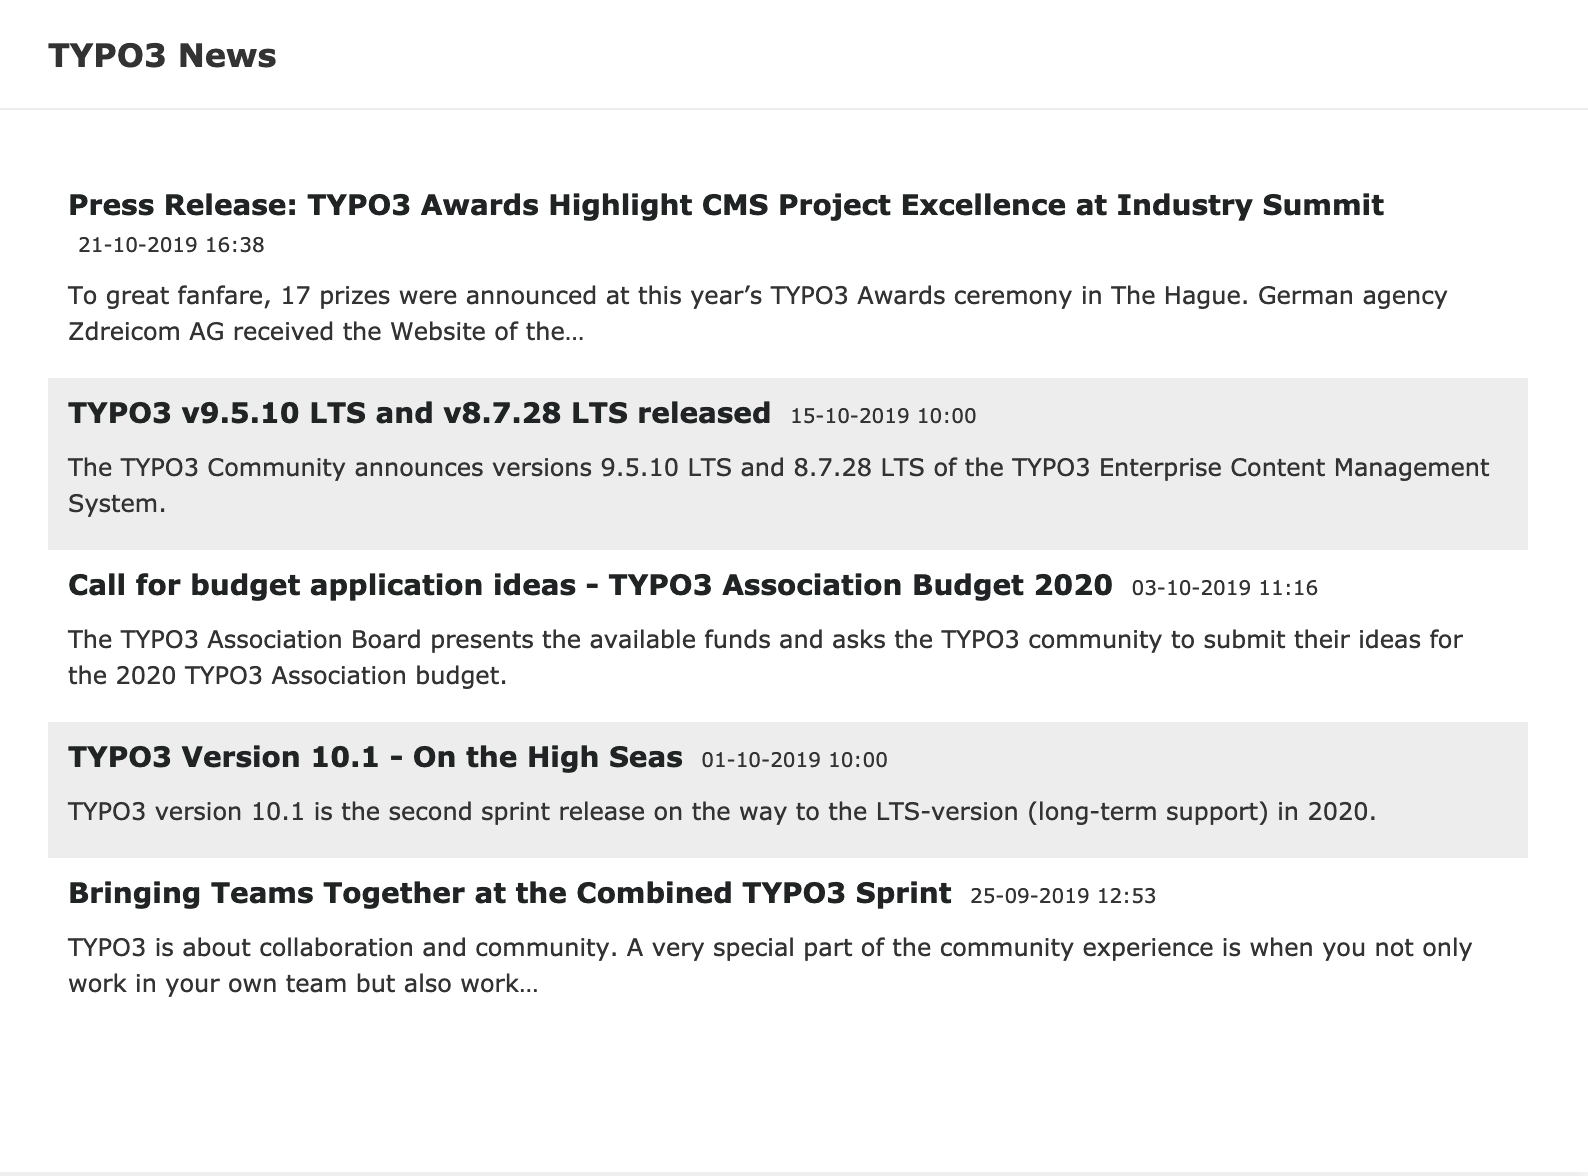 TYPO3 News
Press Release: TYPO3 Awards Highlight CMS Project Excellence at Industry Summit
21-10-2019 16:38
To great fanfare, 17 prizes were announced at this year’s TYPO3 Awards ceremony in The Hague. German agency
Zdreicom AG received the Website of the…
TYPO3 v9.5.10 LTS and v8.7.28 LTS released 15-10-2019 10:00
The TYPO3 Community announces versions 9.5.10 LTS and 8.7.28 LTS of the TYPO3 Enterprise Content Management
System.
Call for budget application ideas - TYPO3 Association Budget 2020 03-10-2019 11:16
The TYPO3 Association Board presents the available funds and asks the TYPO3 community to submit their ideas for
the 2020 TYPO3 Association budget.
TYPO3 Version 10.1 - On the High Seas 01-10-2019 10:00
TYPO3 version 10.1 is the second sprint release on the way to the LTS-version (long-term support) in 2020.
Bringing Teams Together at the Combined TYPO3 Sprint 25-09-2019 12:53
TYPO3 is about collaboration and community. A very special part of the community experience is when you not only
work in your own team but also work…